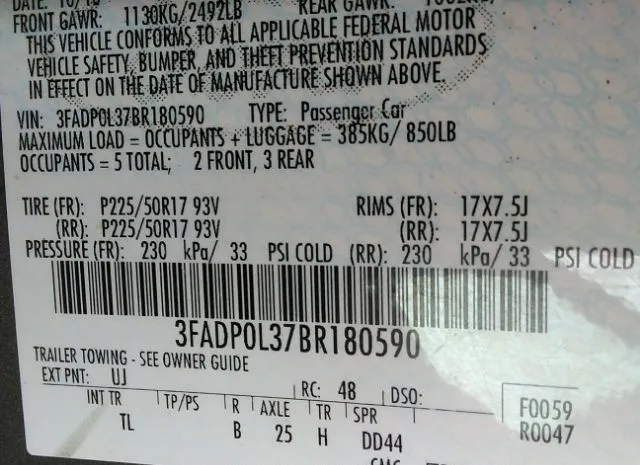 DATE: 10/10 REAR GAWR:
FRONT GAWR: 1130KG/2492LB
THIS VEHICLE CONFORMS TO ALL APPLICABLE FEDERAL MOTOR
VEHICLE SAFETY, BUMPER, AND THEFT PREVENTION STANDARDS
IN EFFECT ON THE DATE OF MANUFACTURE SHOWN ABOVE.
VIN: 3FADP0L37BR180590 TYPE: Passenger Car
MAXIMUM LOAD = OCCUPANTS + LUGGAGE = 385KG/ 850LB
OCCUPANTS = 5 TOTAL; 2 FRONT, 3 REAR
TIRE (FR): P225/50R17 93V RIMS (FR): 17X7.5J
(RR): P225/50R17 93V (RR): 17X7.5J
PRESSURE (FR): 230 kPa/ 33 PSI COLD (RR): 230 kPa/ 33 PSI COLD
3FADP0L37BR180590
TRAILER TOWING - SEE OWNER GUIDE
EXT PNT: UJ RC: 48 DSO:
INT TR TP/PS R AXLE TR SPR
TL B 25 H DD44
F0059
R0047